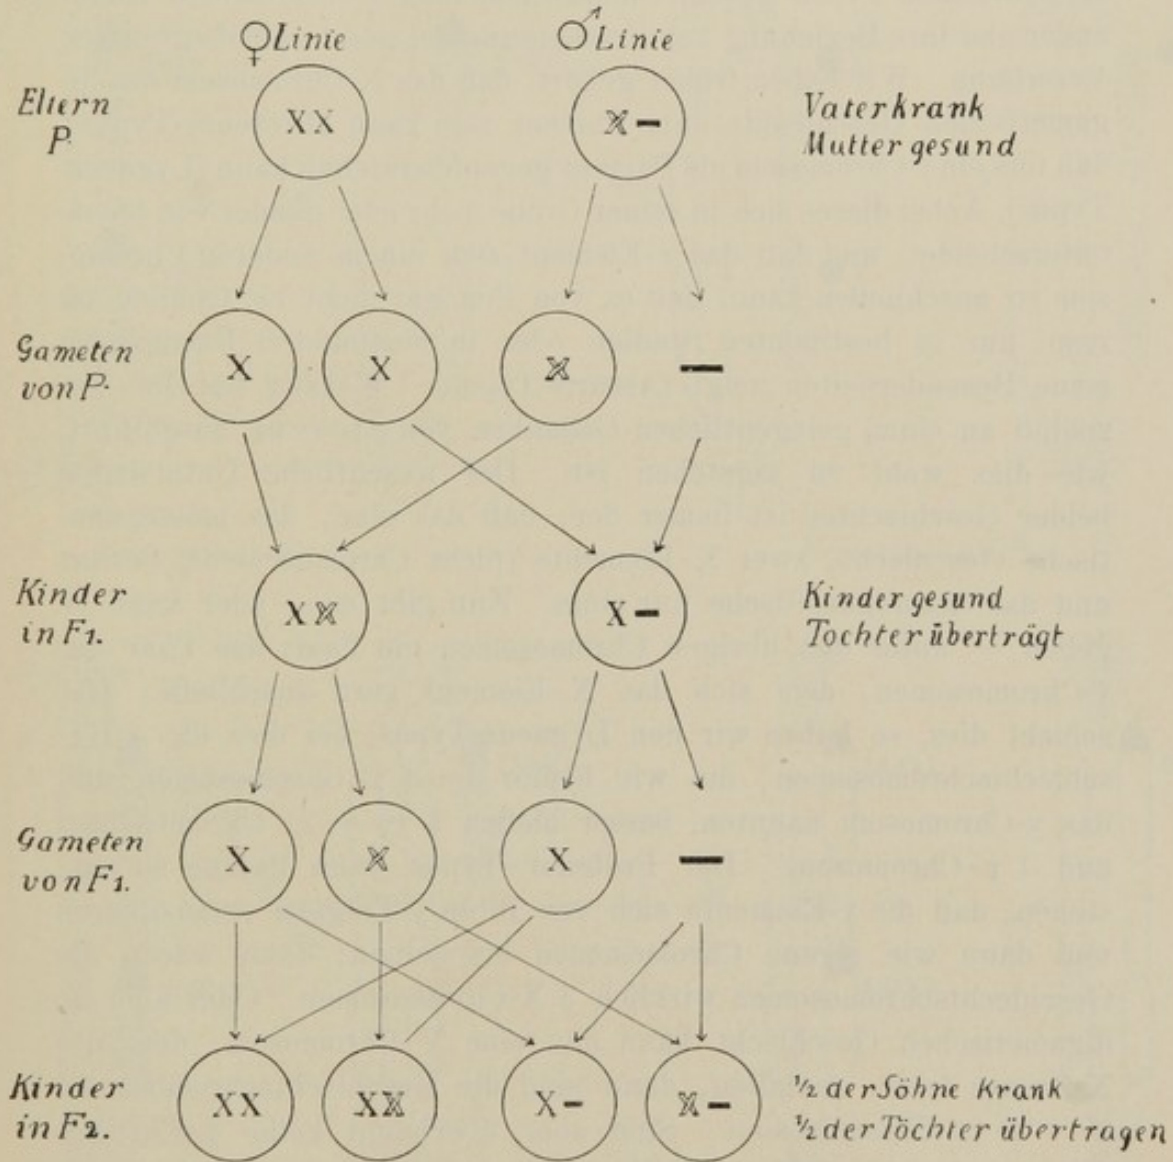 ♀Linie ♂Linie
Eltern
P.
XX
X–
Vater krank
Mutter gesund
Gameten
von P.
X X X –
Kinder
in F1.
XX
X–
Kinder gesund
Tochter überträgt
Gameten
von F1.
X X X –
Kinder
in F2.
XX XX X– X–
½ der Söhne Krank
½ der Töchter übertragen